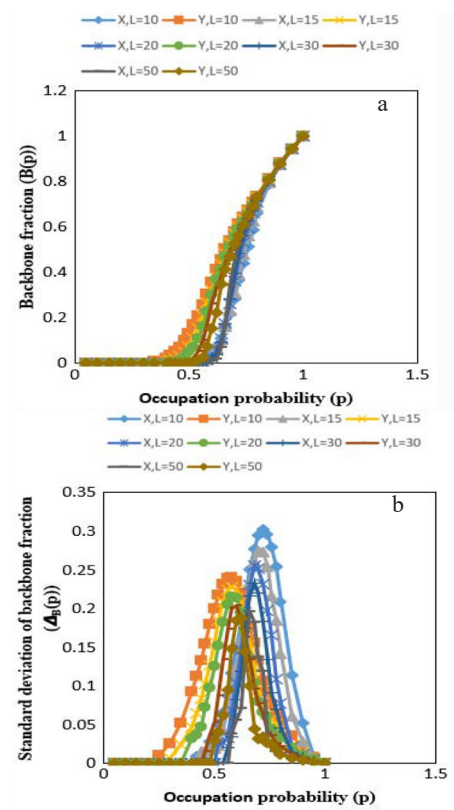 X,L=10 Y,L=10 X,L=15 Y,L=15
X,L=20 Y,L=20 X,L=30 Y,L=30
X,L=50 Y,L=50
a
1.2
1
0.8
0.6
0.4
0.2
0
Backbone fraction (B(p))
0 0.5 1 1.5
Occupation probability (p)
X,L=10 Y,L=10 X,L=15 Y,L=15
X,L=20 Y,L=20 X,L=30 Y,L=30
X,L=50 Y,L=50
b
0.35
0.3
0.25
0.2
0.15
0.1
0.05
0
Standard deviation of backbone fraction
(Δ_B(p))
0 0.5 1 1.5
Occupation probability (p)